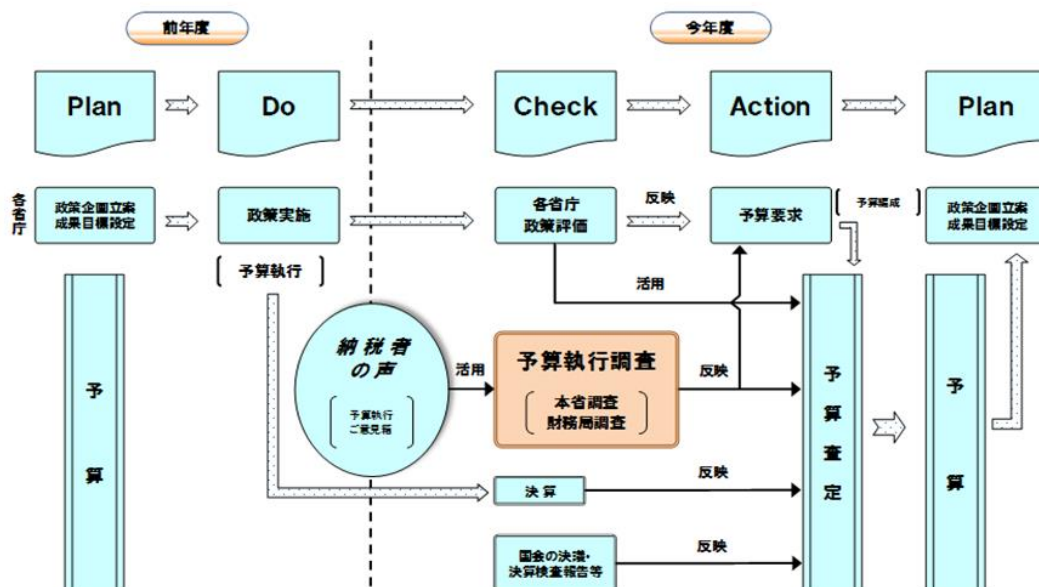 前年度
今年度
Plan
Do
Check
Action
Plan
各省庁
政策企画立案
成果目標設定
政策実施
各省庁
政策評価
反映
予算要求
予算編成
政策企画立案
成果目標設定
予算執行
活用
納税者
の声
予算執行
ご意見箱
活用
予算執行調査
本省調査
財務局調査
反映
予算
予算査定
予算
決算
反映
国会の決議・
決算検査報告等
反映